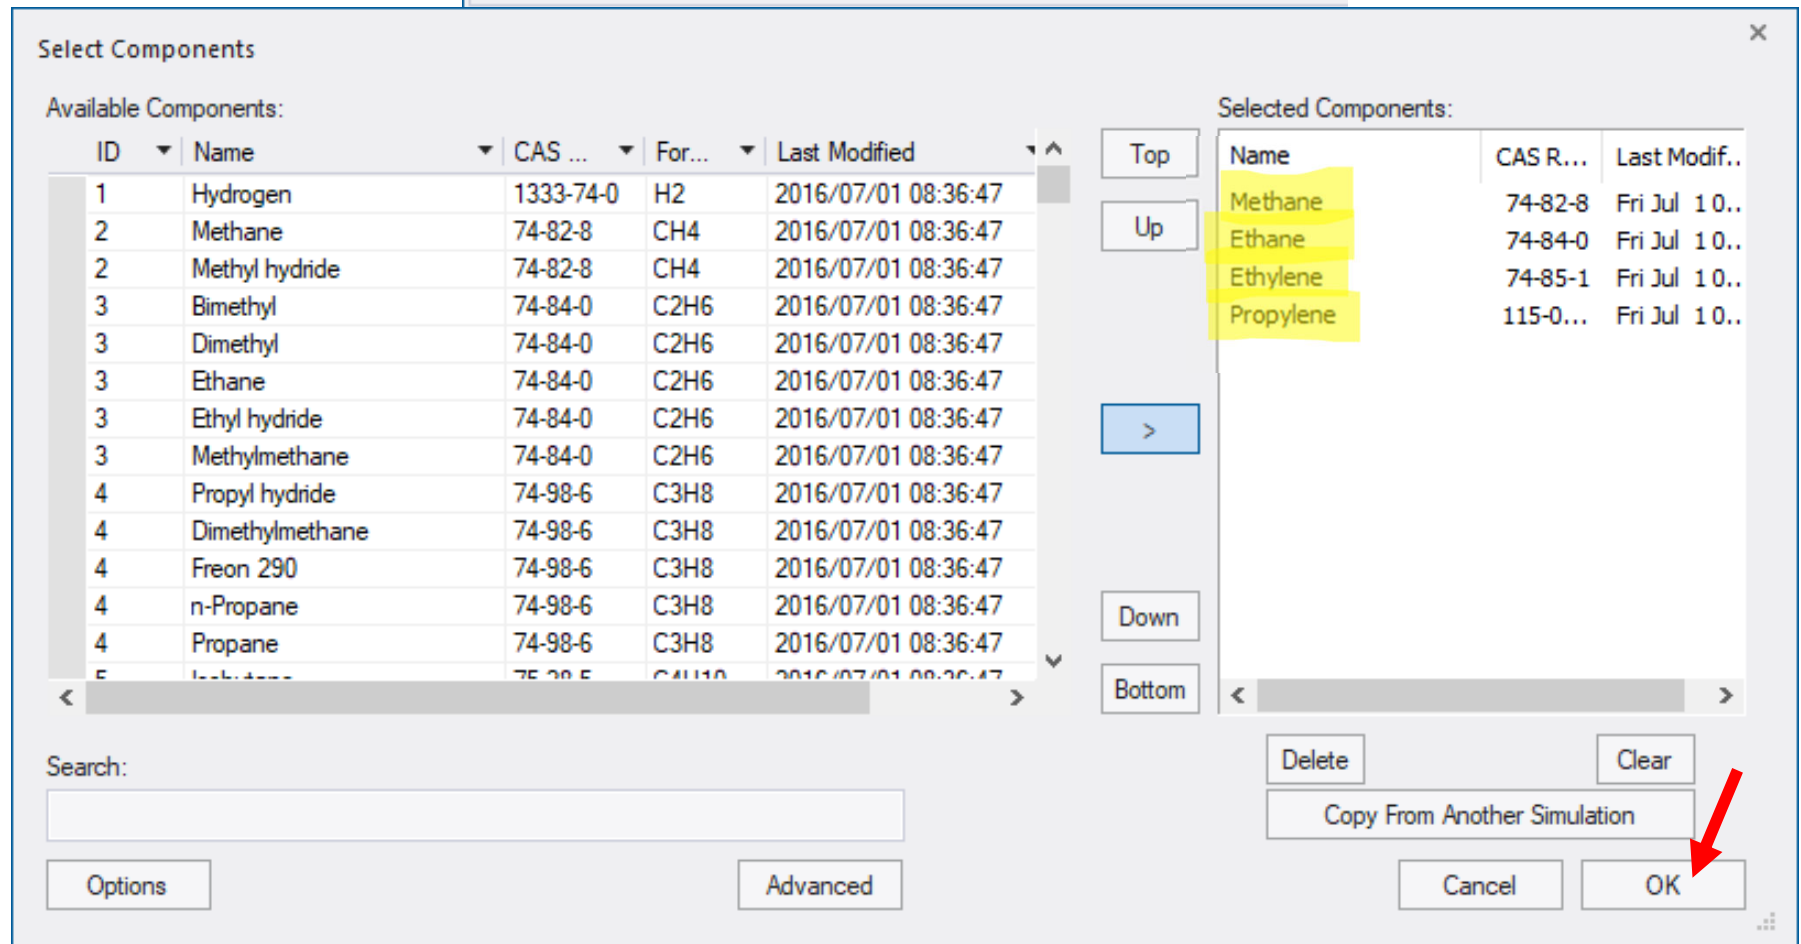 Select Components
Available Components:
Selected Components:
ID Name CAS ... For... Last Modified
1 Hydrogen 1333-74-0 H2 2016/07/01 08:36:47
2 Methane 74-82-8 CH4 2016/07/01 08:36:47
2 Methyl hydride 74-82-8 CH4 2016/07/01 08:36:47
3 Bimethyl 74-84-0 C2H6 2016/07/01 08:36:47
3 Dimethyl 74-84-0 C2H6 2016/07/01 08:36:47
3 Ethane 74-84-0 C2H6 2016/07/01 08:36:47
3 Ethyl hydride 74-84-0 C2H6 2016/07/01 08:36:47
3 Methylmethane 74-84-0 C2H6 2016/07/01 08:36:47
4 Propyl hydride 74-98-6 C3H8 2016/07/01 08:36:47
4 Dimethylmethane 74-98-6 C3H8 2016/07/01 08:36:47
4 Freon 290 74-98-6 C3H8 2016/07/01 08:36:47
4 n-Propane 74-98-6 C3H8 2016/07/01 08:36:47
4 Propane 74-98-6 C3H8 2016/07/01 08:36:47
Top
Up
>
Down
Bottom
Name CAS R... Last Modif..
Methane 74-82-8 Fri Jul 1 0..
Ethane 74-84-0 Fri Jul 1 0..
Ethylene 74-85-1 Fri Jul 1 0..
Propylene 115-0... Fri Jul 1 0..
Search:
Delete
Clear
Copy From Another Simulation
Options
Advanced
Cancel
OK